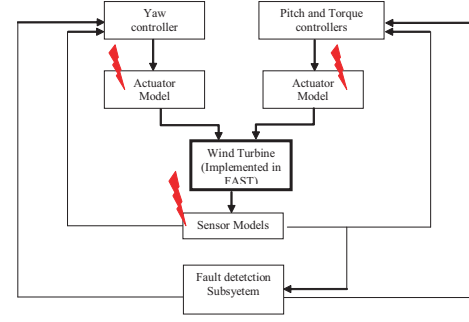 Yaw
controller
Pitch and Torque
controllers
Actuator
Model
Actuator
Model
Wind Turbine
(Implemented in
FAST)
Sensor Models
Fault detetction
Subsyetem